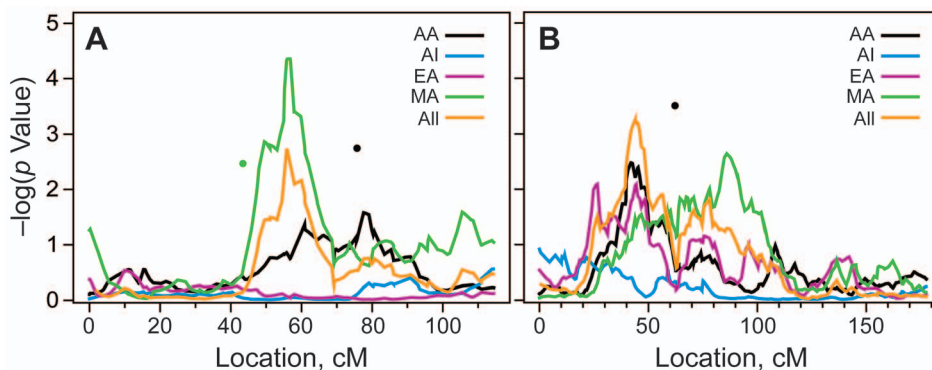 A
B
AA
AI
EA
MA
All
AA
AI
EA
MA
All
–log(p Value)
5
4
3
2
1
0
0 20 40 60 80 100
0 50 100 150
Location, cM
Location, cM